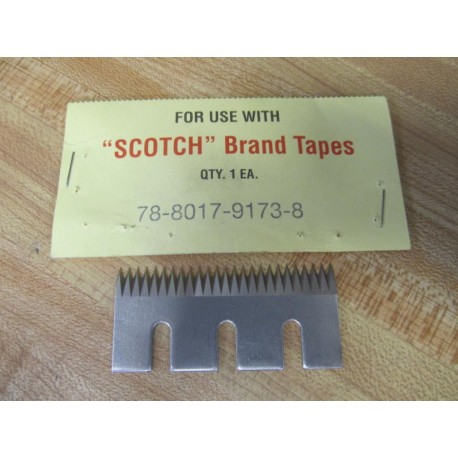 FOR USE WITH
“SCOTCH” Brand Tapes
QTY. 1 EA.
78-8017-9173-8